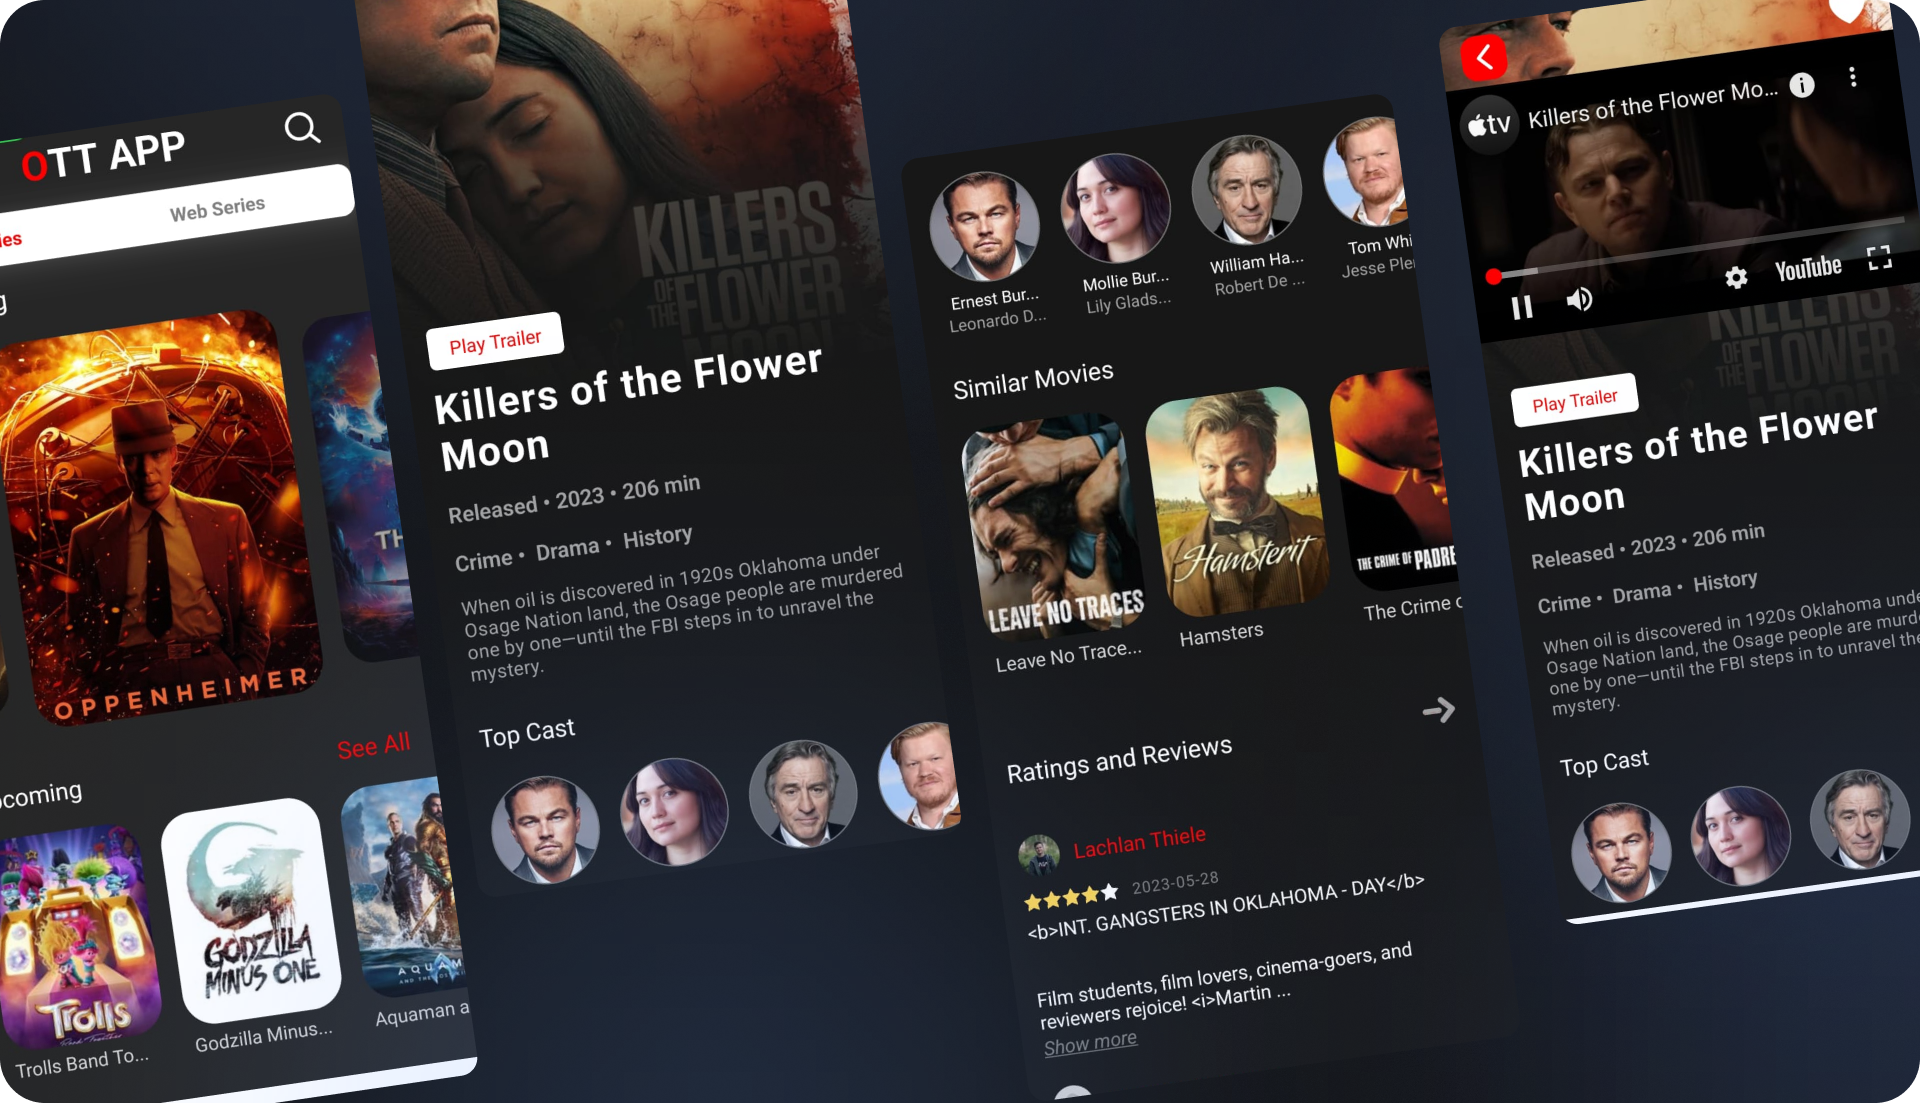 OTT APP
ies
Web Series
g
OPPENHEIMER
TH
See All
pcoming
Trolls
Band Together
GODZILLA
MINUS ONE
AQUAM
Trolls Band To...
Godzilla Minus...
Aquaman a
KILLERS
OF
THE FLOWER
MOON
Play Trailer
Killers of the Flower
Moon
Released • 2023 • 206 min
Crime • Drama • History
When oil is discovered in 1920s Oklahoma under
Osage Nation land, the Osage people are murdered
one by one—until the FBI steps in to unravel the
mystery.
Top Cast
Ernest Bur...
Leonardo D...
Mollie Bur...
Lily Glads...
William Ha...
Robert De ...
Tom Whi
Jesse Ple
Similar Movies
LEAVE NO TRACES
Hamsterit
THE CRIME OF PADRE
Leave No Trace...
Hamsters
The Crime o
Ratings and Reviews
Lachlan Thiele
2023-05-28
<b>INT. GANGSTERS IN OKLAHOMA - DAY</b>
Film students, film lovers, cinema-goers, and
reviewers rejoice! <i>Martin ...
Show more
tv
Killers of the Flower Mo...
YouTube
KILLERS
OF
THE FLOWER
Play Trailer
Killers of the Flower
Moon
Released • 2023 • 206 min
Crime • Drama • History
When oil is discovered in 1920s Oklahoma unde
Osage Nation land, the Osage people are murde
one by one—until the FBI steps in to unravel the
mystery.
Top Cast